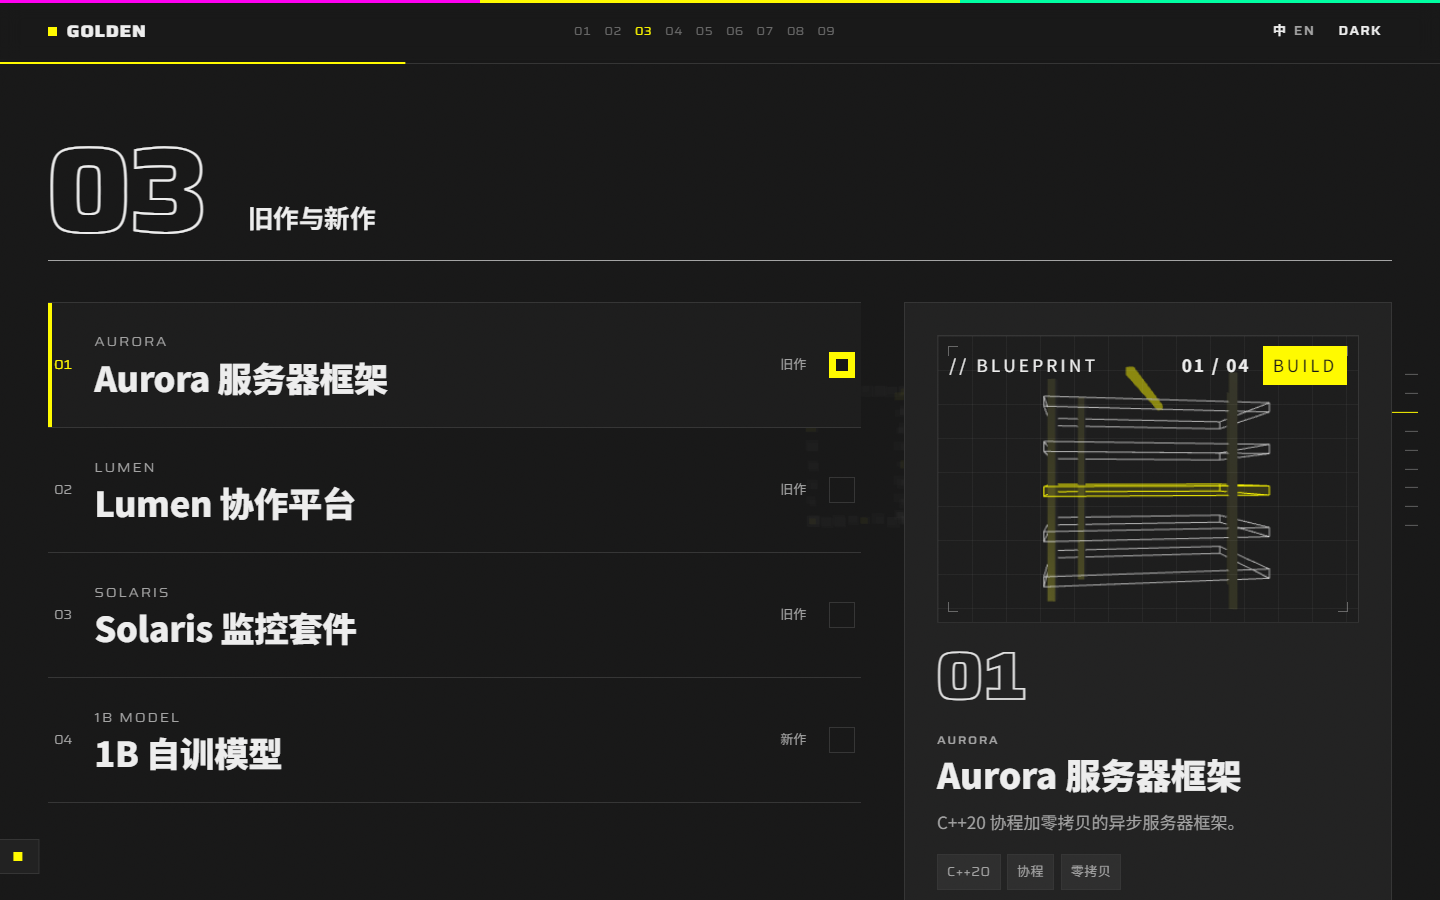 GOLDEN
01 02 03 04 05 06 07 08 09
中 EN DARK
03
旧作与新作
01
AURORA
Aurora 服务器框架
旧作
02
LUMEN
Lumen 协作平台
旧作
03
SOLARIS
Solaris 监控套件
旧作
04
1B MODEL
1B 自训模型
新作
// BLUEPRINT 01 / 04 BUILD
01
AURORA
Aurora 服务器框架
C++20 协程加零拷贝的异步服务器框架。
C++20 协程 零拷贝